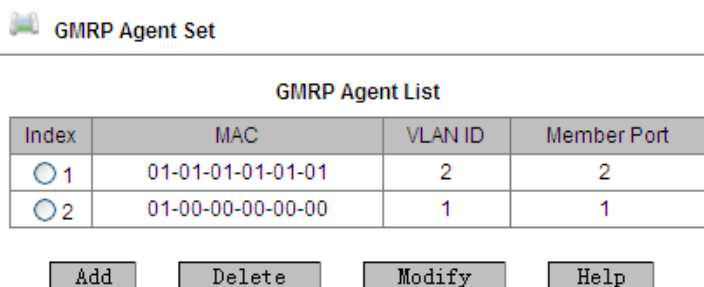 GMRP Agent Set
GMRP Agent List
Index MAC VLAN ID Member Port
1 01-01-01-01-01-01 2 2
2 01-00-00-00-00-00 1 1
Add Delete Modify Help